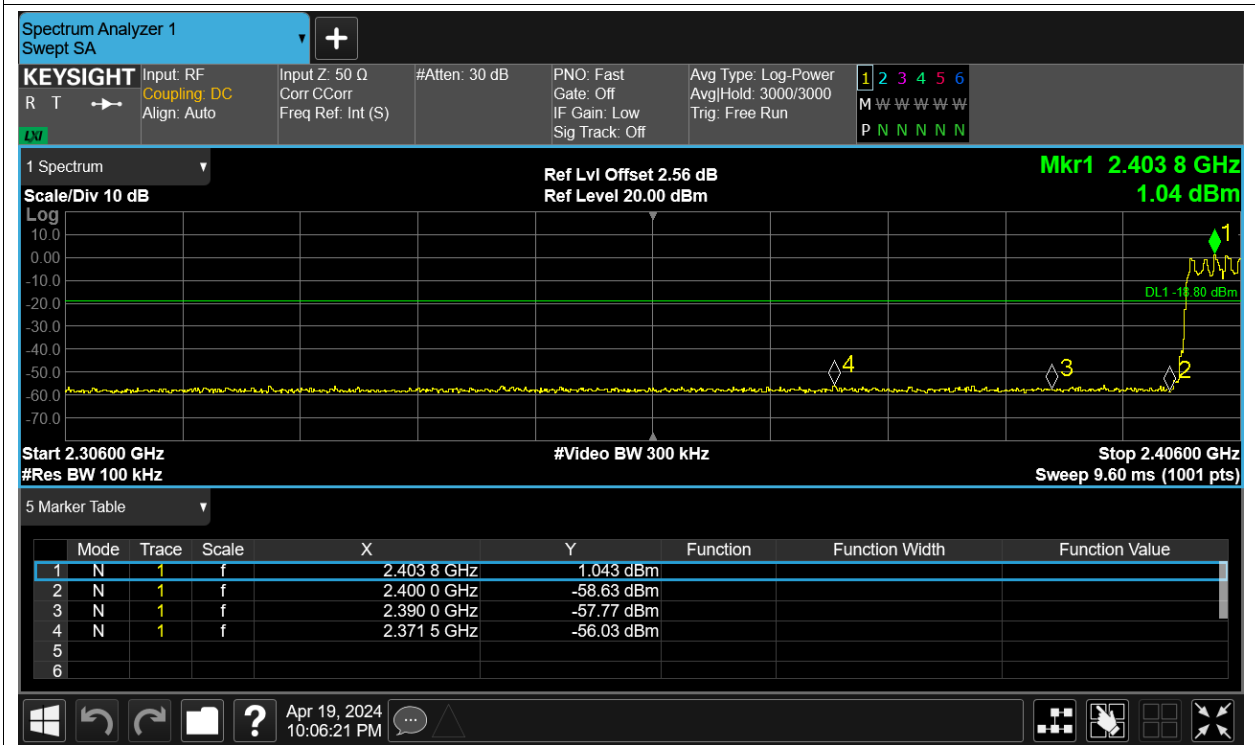 Spectrum Analyzer 1
Swept SA
KEYSIGHT
R T
LXI
Input: RF
Coupling: DC
Align: Auto
Input Z: 50 Ω
Corr CCorr
Freq Ref: Int (S)
#Atten: 30 dB
PNO: Fast
Gate: Off
IF Gain: Low
Sig Track: Off
Avg Type: Log-Power
Avg|Hold: 3000/3000
Trig: Free Run
1 2 3 4 5 6
M W W W W W
P N N N N N
1 Spectrum
Scale/Div 10 dB
Ref Lvl Offset 2.56 dB
Ref Level 20.00 dBm
Mkr1 2.403 8 GHz
1.04 dBm
Log
10.0
0.00
-10.0
-20.0
-30.0
-40.0
-50.0
-60.0
-70.0
1
DL1 -18.80 dBm
4
3
2
Start 2.30600 GHz
#Video BW 300 kHz
Stop 2.40600 GHz
#Res BW 100 kHz
Sweep 9.60 ms (1001 pts)
5 Marker Table
Mode Trace Scale X Y Function Function Width Function Value
1 N 1 f 2.403 8 GHz 1.043 dBm
2 N 1 f 2.400 0 GHz -58.63 dBm
3 N 1 f 2.390 0 GHz -57.77 dBm
4 N 1 f 2.371 5 GHz -56.03 dBm
5
6
?
Apr 19, 2024
10:06:21 PM